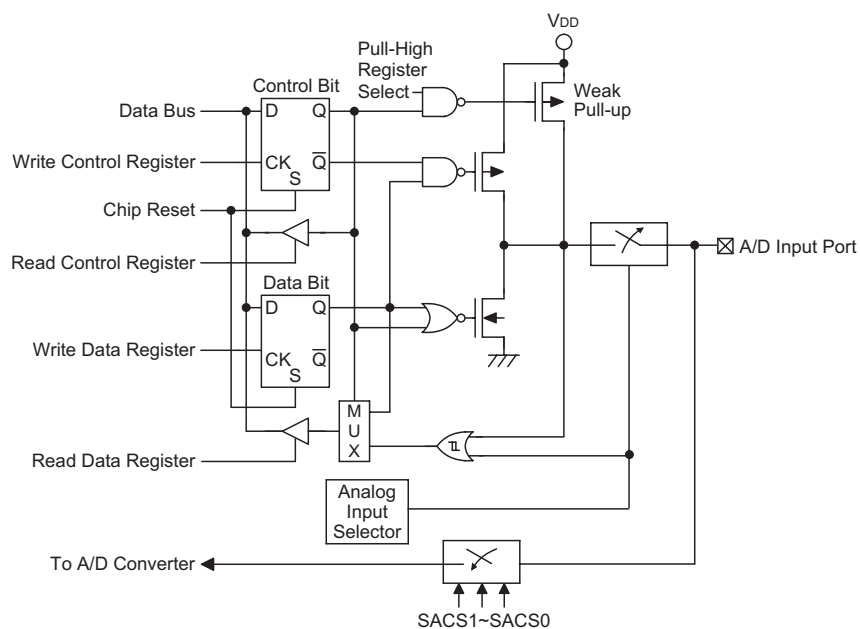 VDD
Pull-High
Register
Select
Control Bit
Weak
Pull-up
Data Bus
D
Q
Write Control Register
CK
Q
S
Chip Reset
Read Control Register
A/D Input Port
Data Bit
D
Q
Write Data Register
CK
Q
S
M
U
X
Read Data Register
Analog
Input
Selector
To A/D Converter
SACS1~SACS0